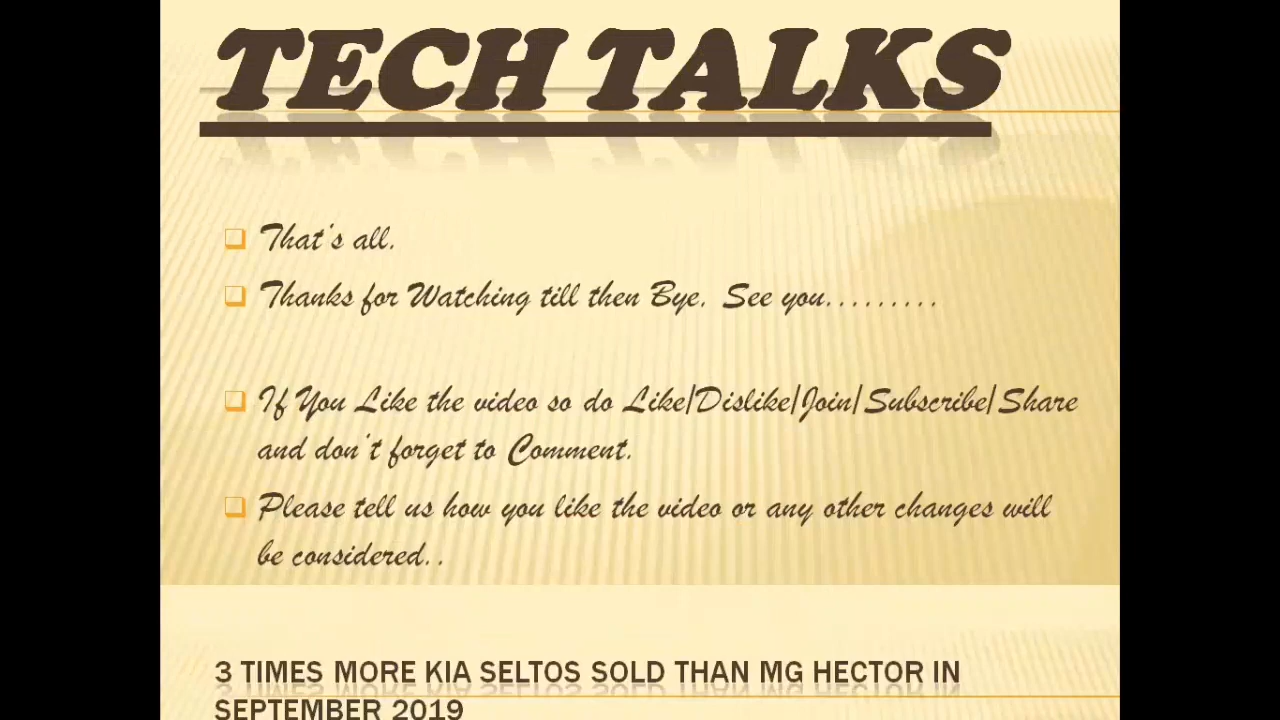 TECH TALKS
That's all.
Thanks for Watching till then Bye. See you.........
If You Like the video so do Like|Dislike|Join|Subscribe|Share
and don't forget to Comment.
Please tell us how you like the video or any other changes will
be considered..
3 TIMES MORE KIA SELTOS SOLD THAN MG HECTOR IN
SEPTEMBER 2019